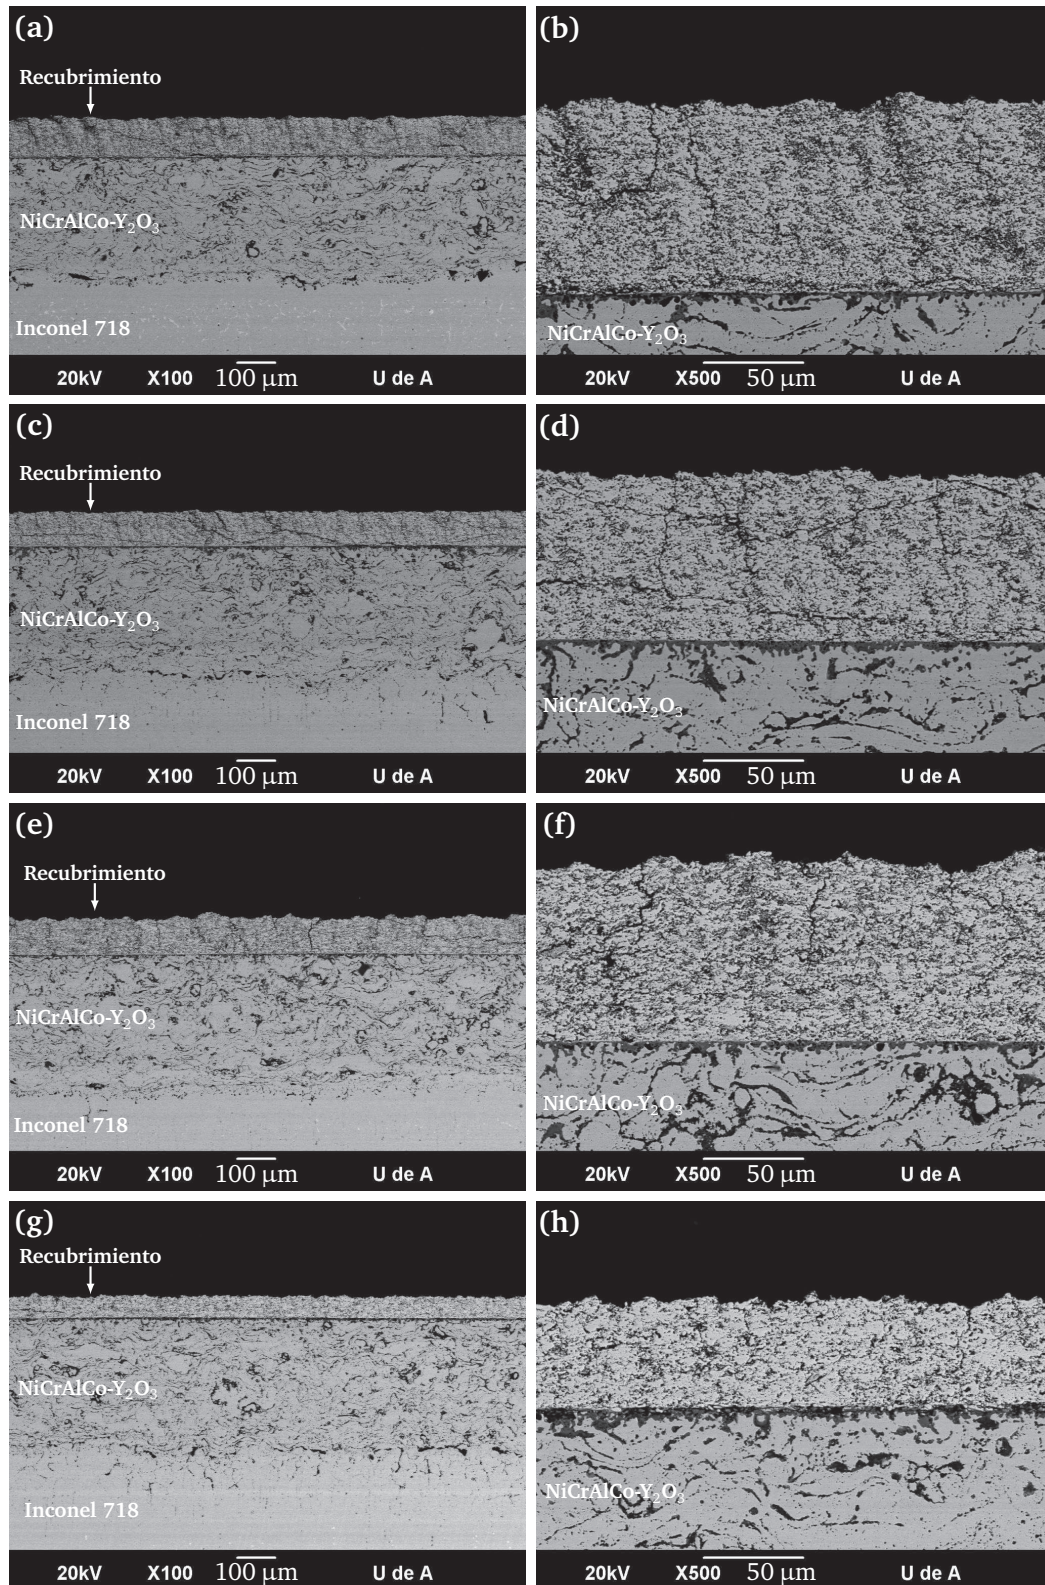 (a)
Recubrimiento
NiCrAlCo-Y₂O₃
Inconel 718
20kV X100 100 μm U de A
(b)
NiCrAlCo-Y₂O₃
20kV X500 50 μm U de A
(c)
Recubrimiento
NiCrAlCo-Y₂O₃
Inconel 718
20kV X100 100 μm U de A
(d)
NiCrAlCo-Y₂O₃
20kV X500 50 μm U de A
(e)
Recubrimiento
NiCrAlCo-Y₂O₃
Inconel 718
20kV X100 100 μm U de A
(f)
NiCrAlCo-Y₂O₃
20kV X500 50 μm U de A
(g)
Recubrimiento
NiCrAlCo-Y₂O₃
Inconel 718
20kV X100 100 μm U de A
(h)
NiCrAlCo-Y₂O₃
20kV X500 50 μm U de A